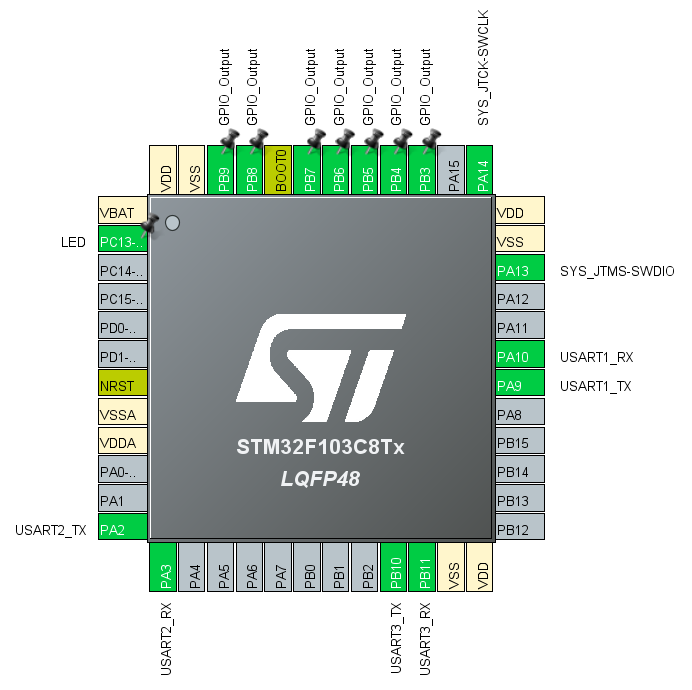 GPIO_Output
GPIO_Output
GPIO_Output
GPIO_Output
GPIO_Output
GPIO_Output
GPIO_Output
SYS_JTCK-SWCLK
VDD
VSS
PB9
PB8
BOOT0
PB7
PB6
PB5
PB4
PB3
PA15
PA14
VBAT
LED PC13-..
PC14-..
PC15-..
PD0-..
PD1-..
NRST
VSSA
VDDA
PA0-..
PA1
USART2_TX PA2
VDD
VSS
PA13 SYS_JTMS-SWDIO
PA12
PA11
PA10 USART1_RX
PA9 USART1_TX
PA8
PB15
PB14
PB13
PB12
ST
STM32F103C8Tx
LQFP48
PA3
PA4
PA5
PA6
PA7
PB0
PB1
PB2
PB10
PB11
VSS
VDD
USART2_RX
USART3_TX
USART3_RX